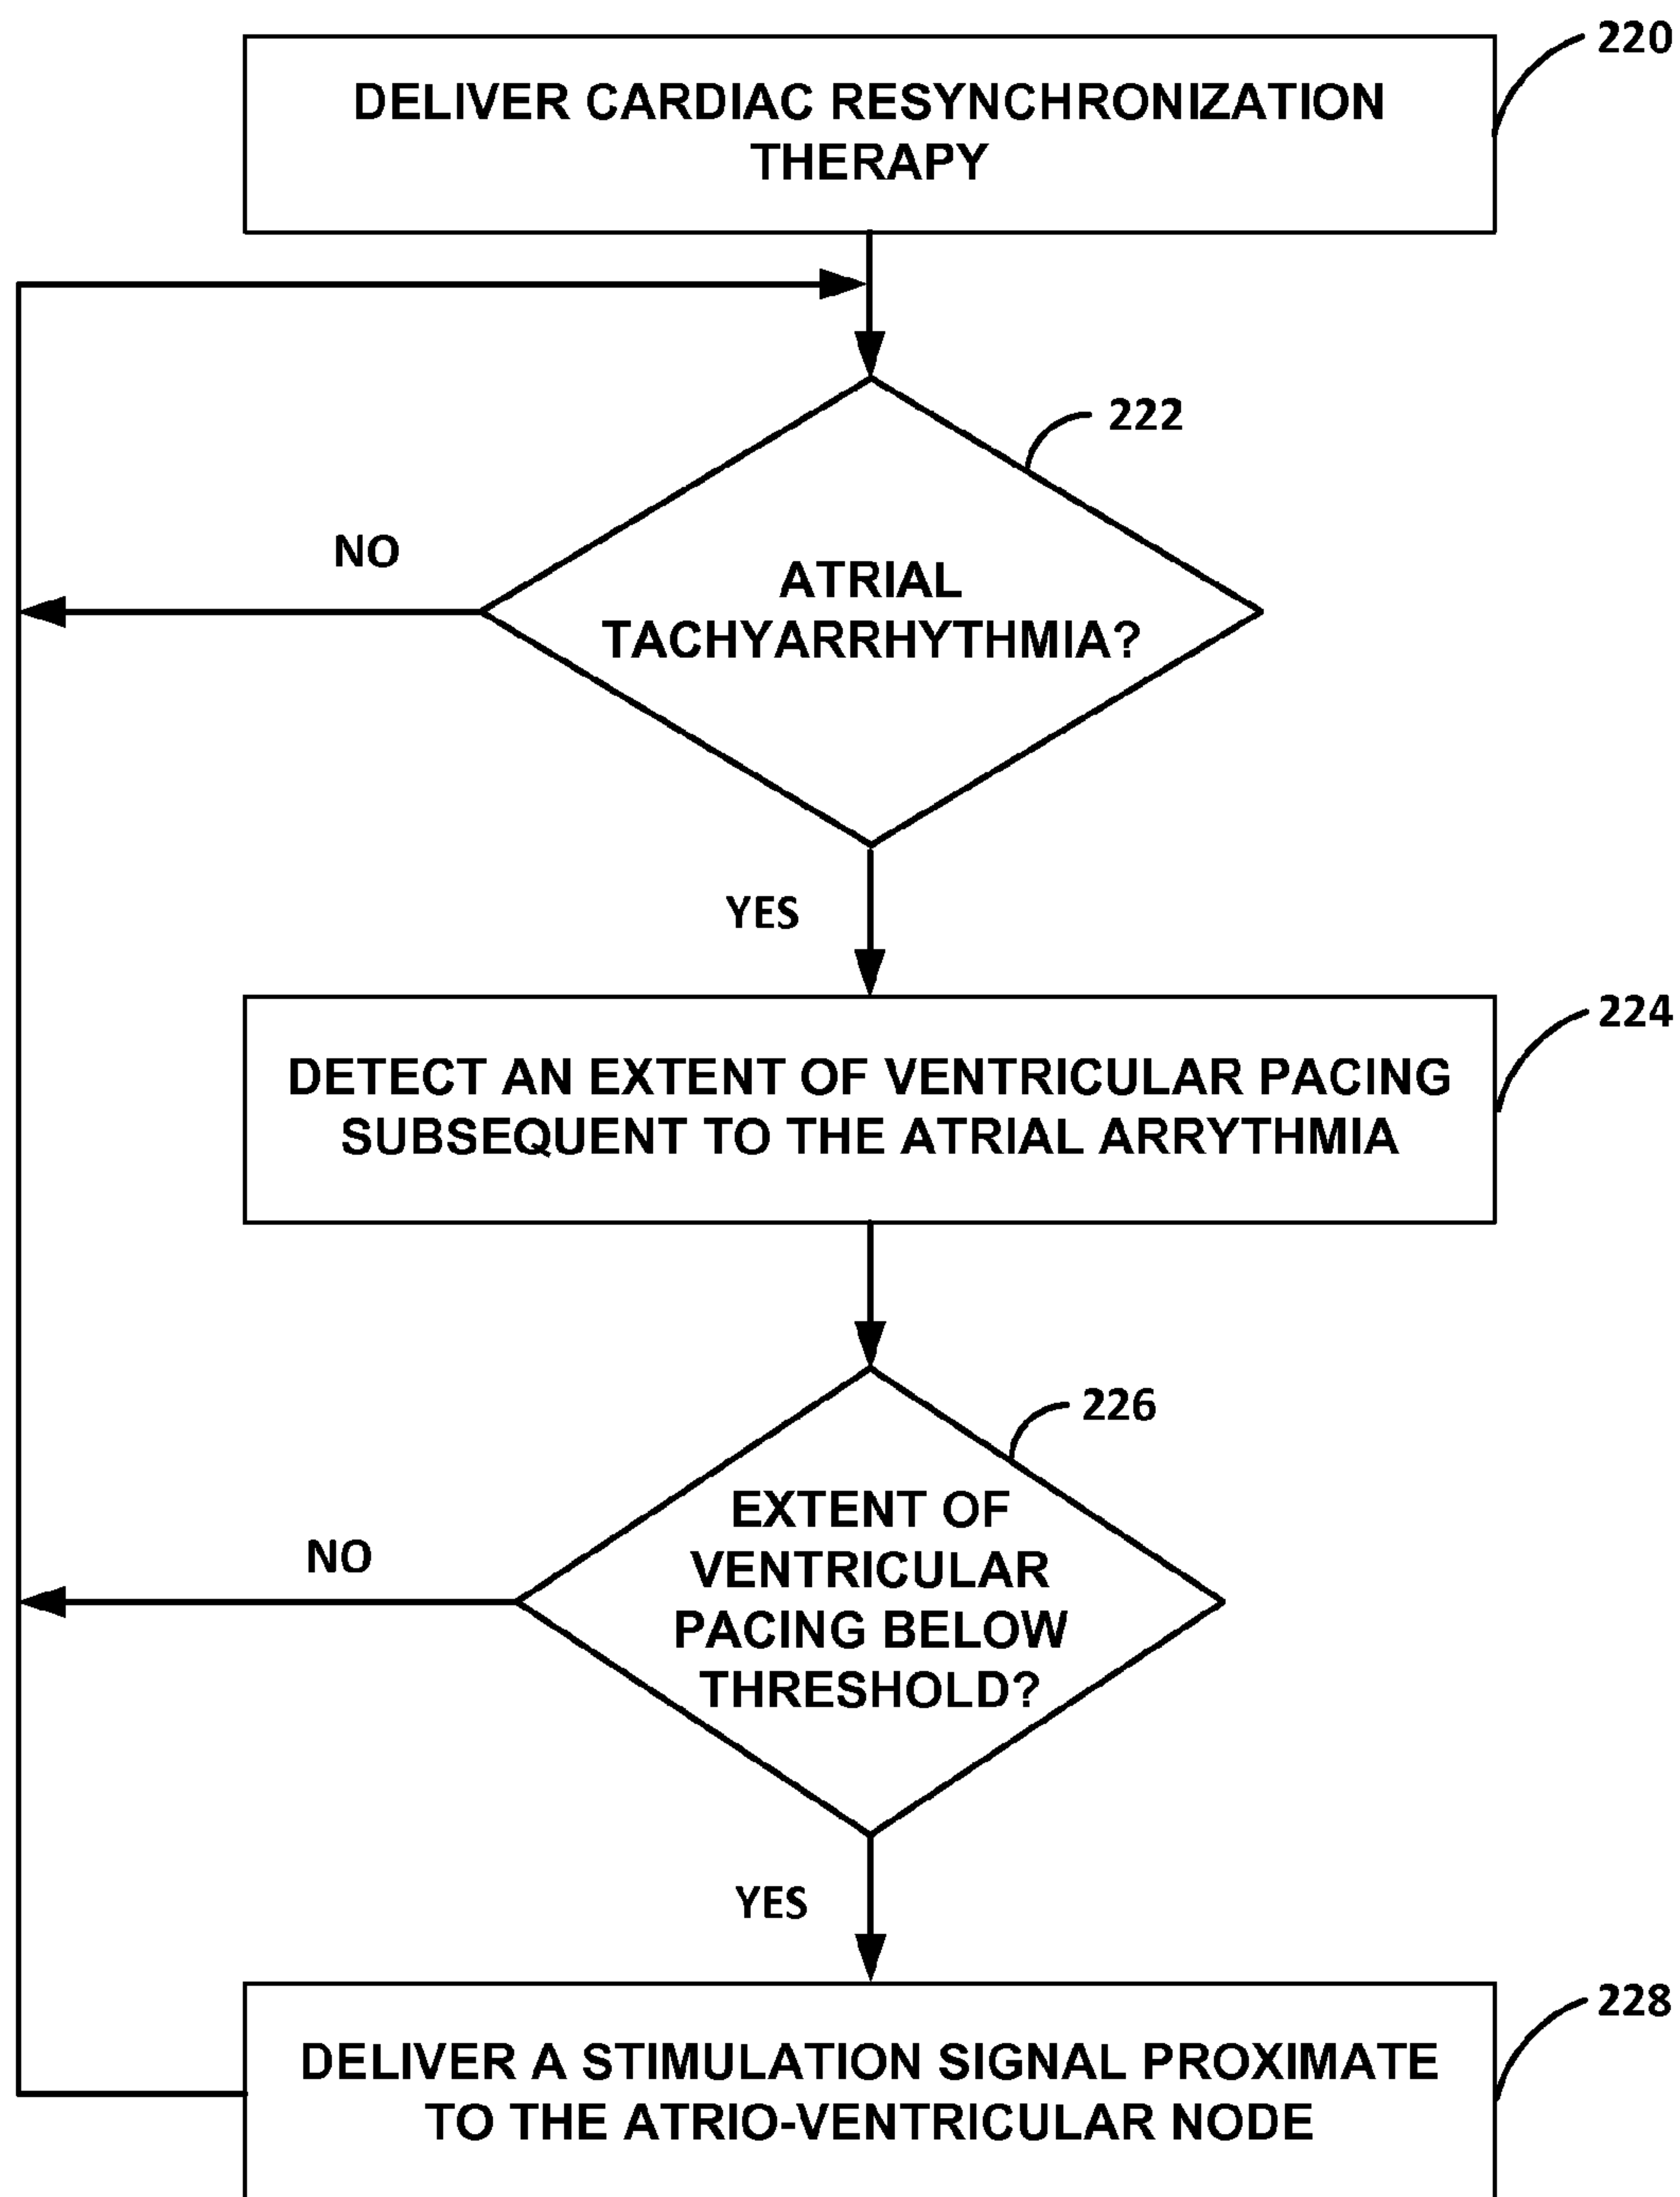 220
DELIVER CARDIAC RESYNCHRONIZATION
THERAPY
222
NO
ATRIAL
TACHYARRHYTHMIA?
YES
224
DETECT AN EXTENT OF VENTRICULAR PACING
SUBSEQUENT TO THE ATRIAL ARRYTHMIA
226
EXTENT OF
VENTRICULAR
PACING BELOW
THRESHOLD?
NO
YES
228
DELIVER A STIMULATION SIGNAL PROXIMATE
TO THE ATRIO-VENTRICULAR NODE